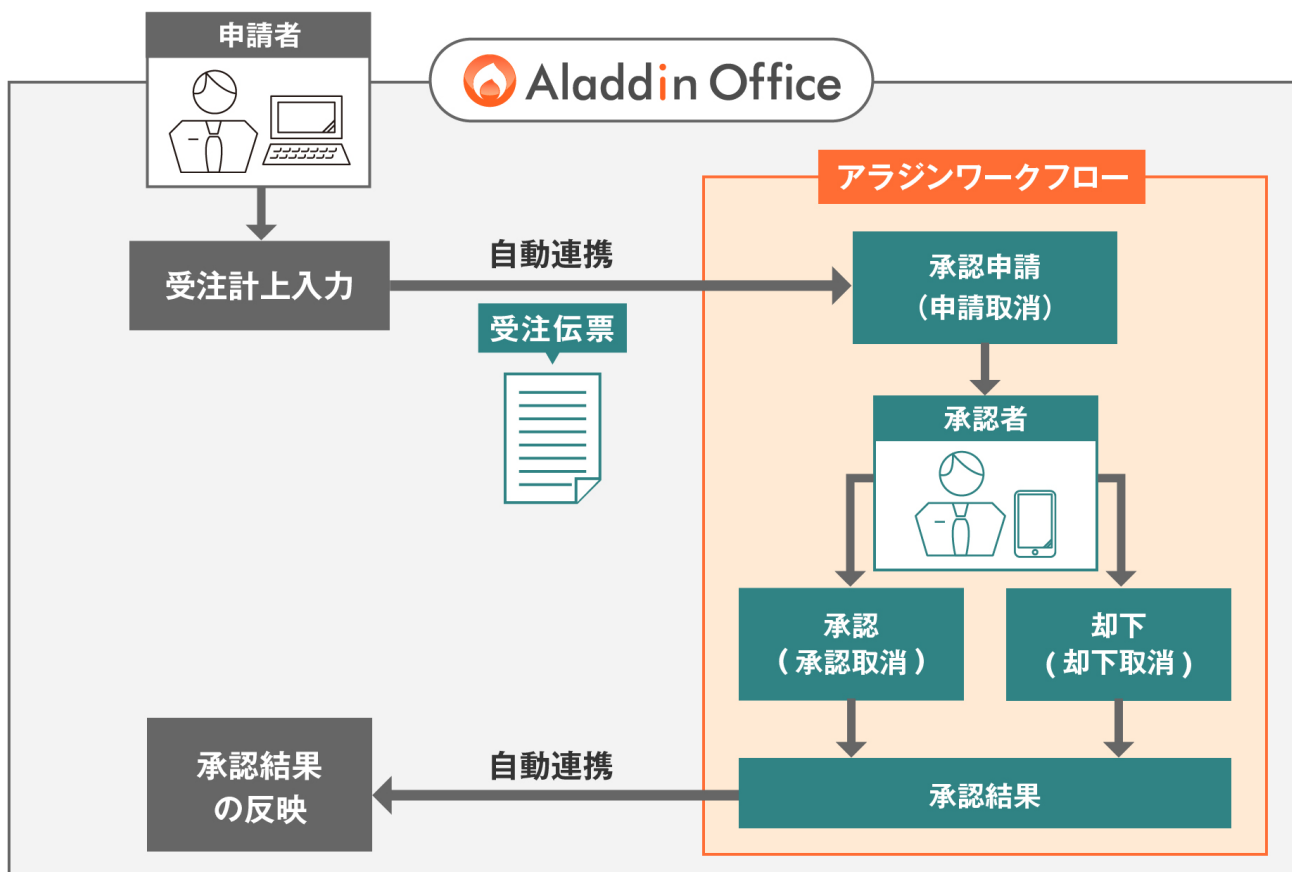 申請者
Aladdin Office
アラジンワークフロー
受注計上入力
自動連携
受注伝票
承認申請
（申請取消）
承認者
承認
（承認取消）
却下
（却下取消）
承認結果
自動連携
承認結果
の反映